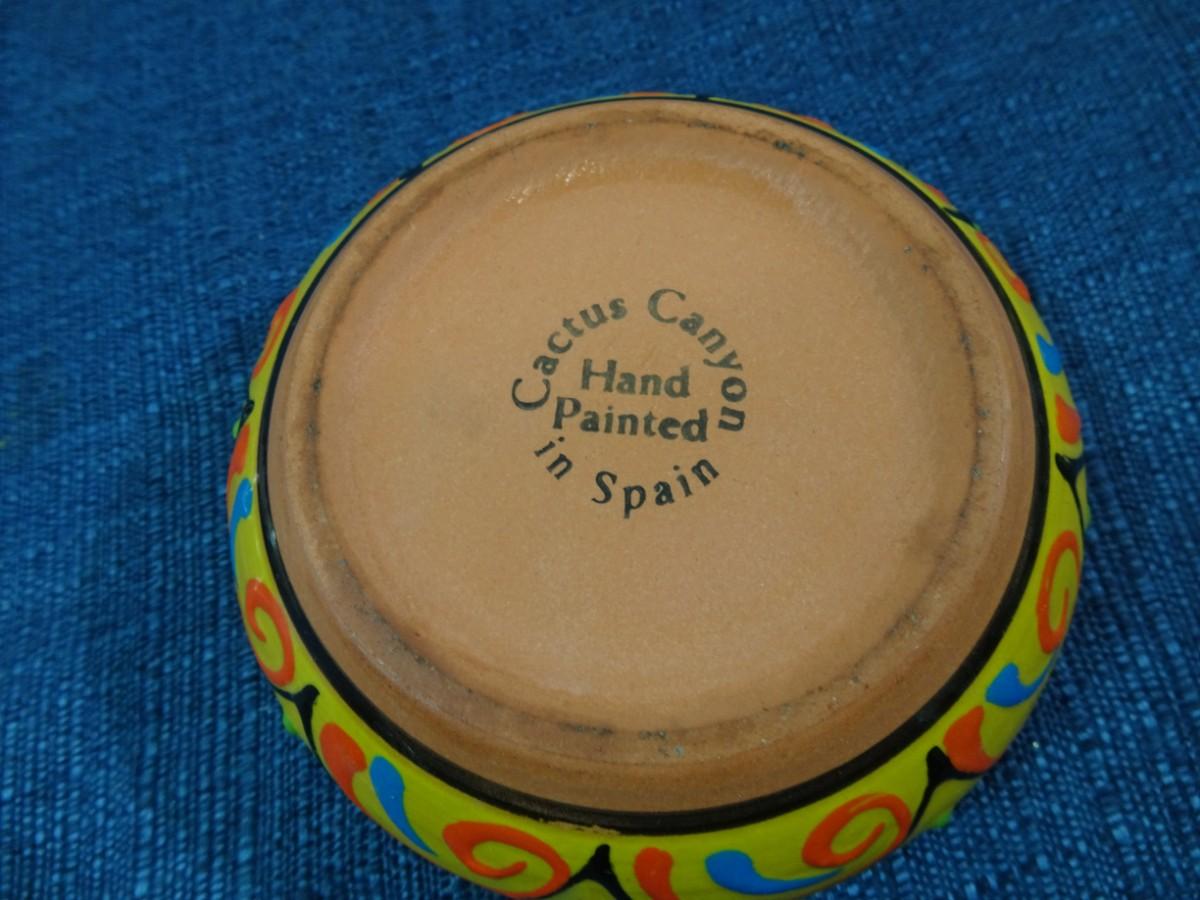 Cactus Canyon
Hand
Painted
in Spain